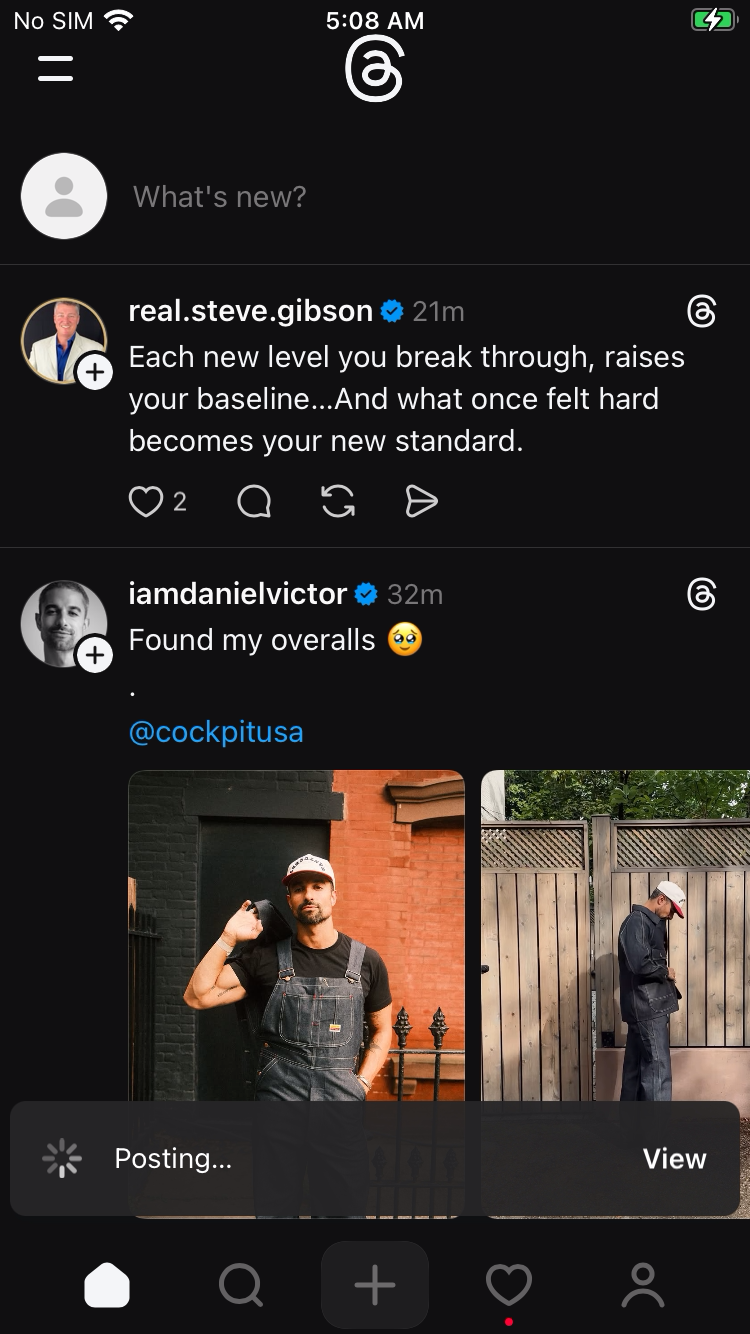 No SIM 5:08 AM
What's new?
real.steve.gibson 21m
Each new level you break through, raises
your baseline...And what once felt hard
becomes your new standard.
2
iamdanielvictor 32m
Found my overalls 🥹
.
@cockpitusa
Posting...
View